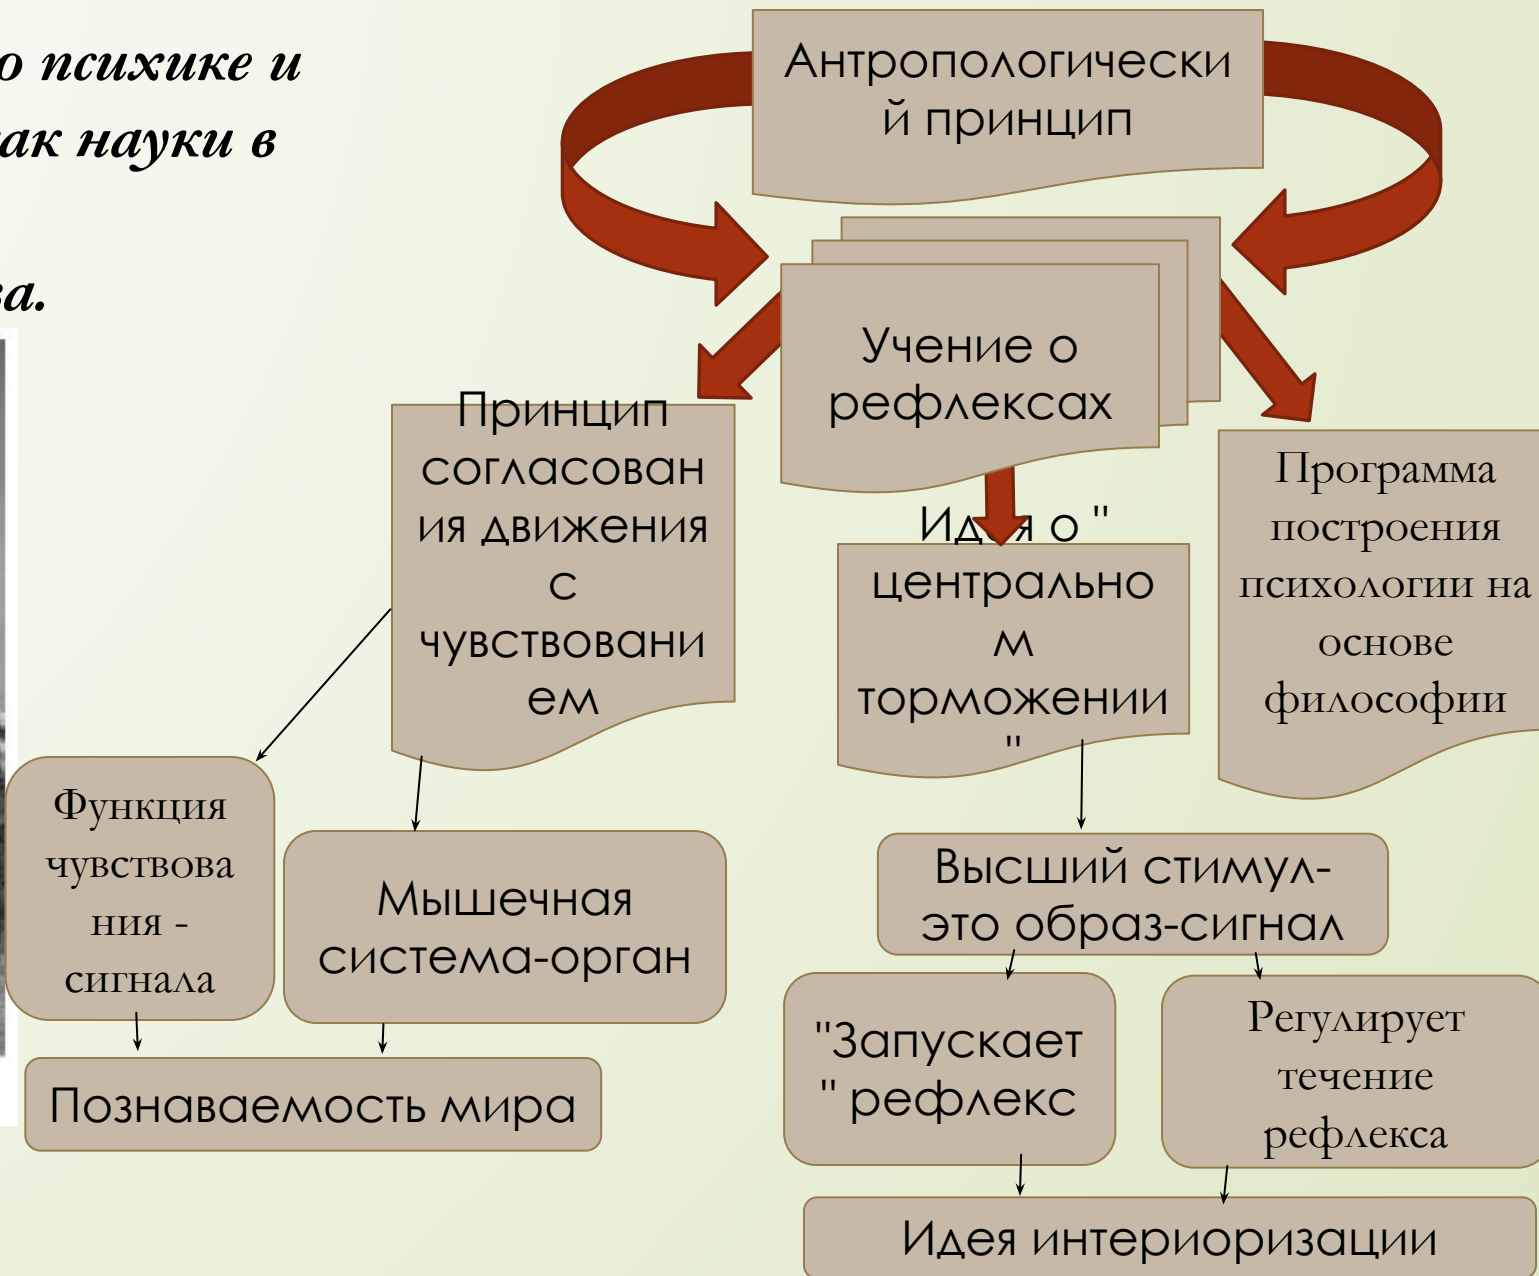 о психике и
ак науки в
ва.
Антропологически
й принцип
Учение о
рефлексах
Принцип
согласован
ия движения
с
чувствовани
ем
Идея о "
центрально
м
торможении
"
Программа
построения
психологии на
основе
философии
Функция
чувствова
ния -
сигнала
Мышечная
система-орган
Познаваемость мира
Высший стимул-
это образ-сигнал
"Запускает
" рефлекс
Регулирует
течение
рефлекса
Идея интериоризации